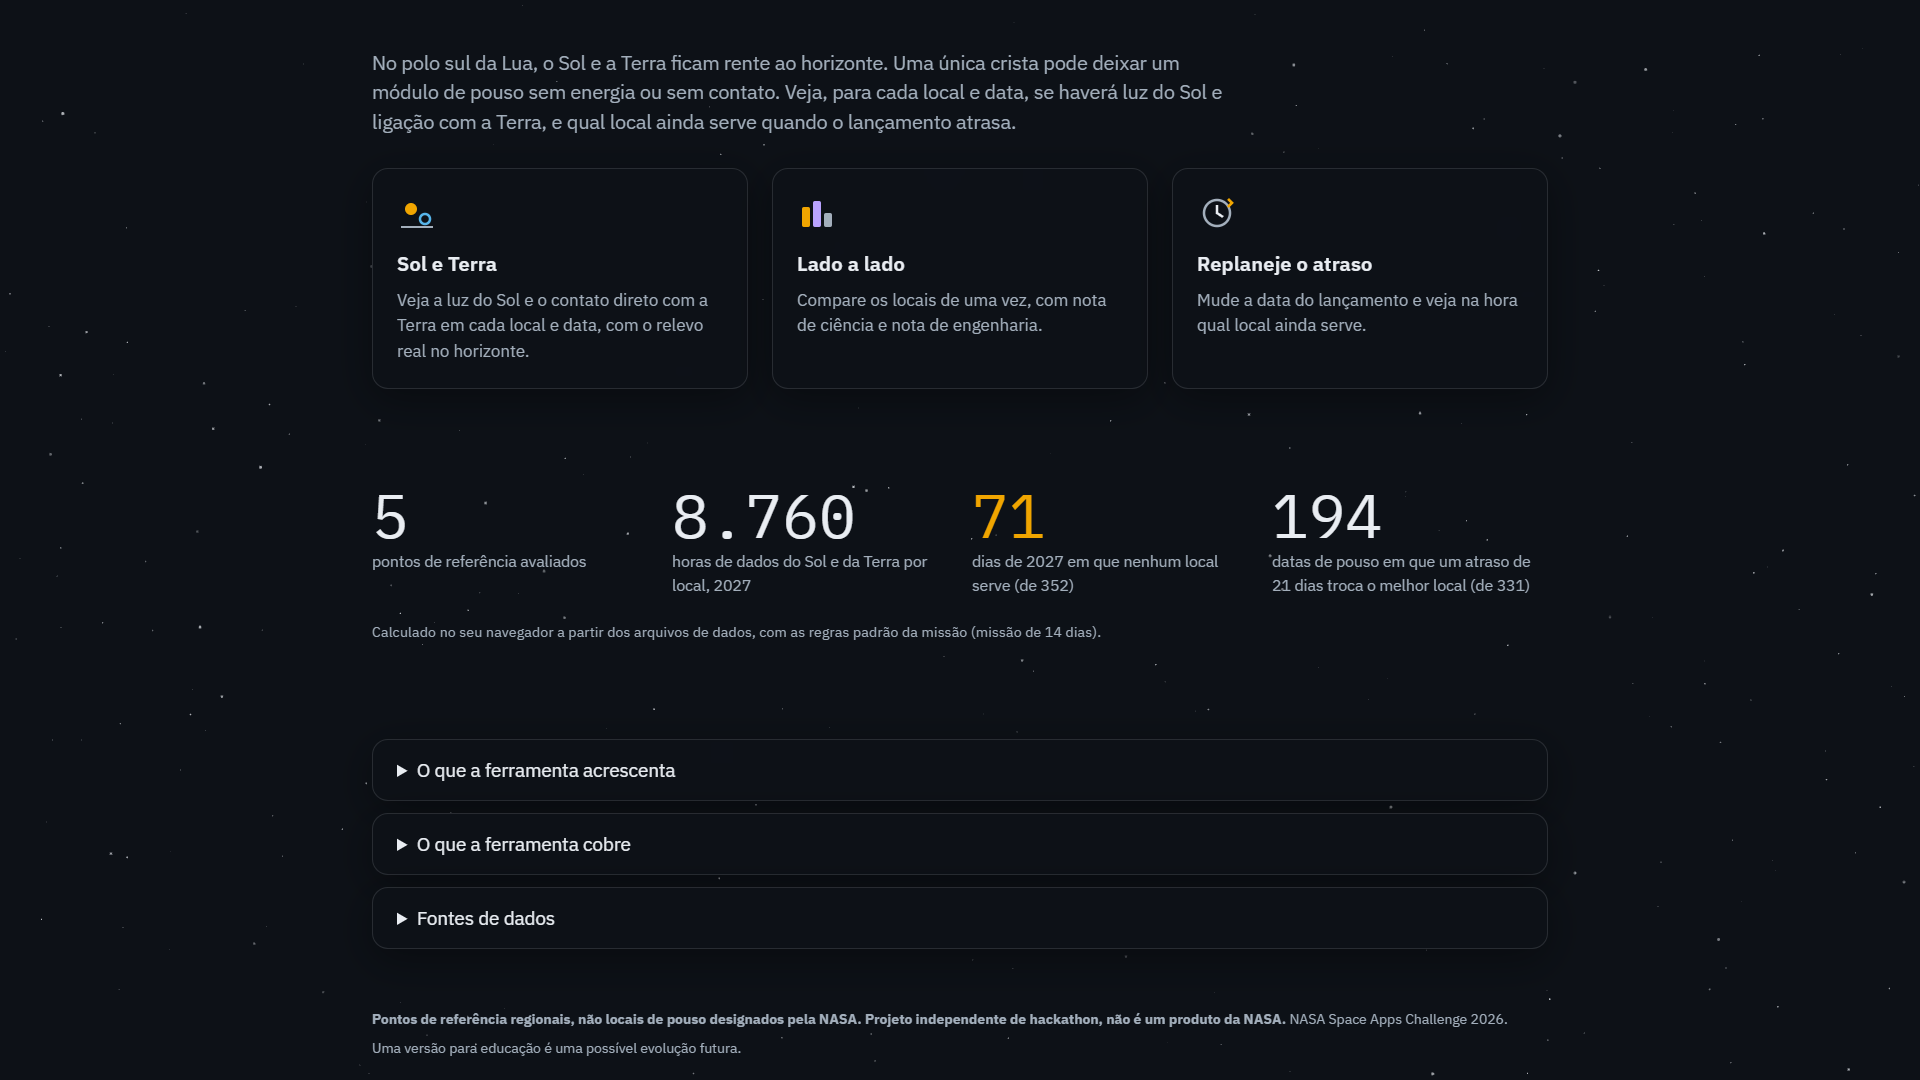 No polo sul da Lua, o Sol e a Terra ficam rente ao horizonte. Uma única crista pode deixar um
módulo de pouso sem energia ou sem contato. Veja, para cada local e data, se haverá luz do Sol e
ligação com a Terra, e qual local ainda serve quando o lançamento atrasa.
Sol e Terra
Veja a luz do Sol e o contato direto com a
Terra em cada local e data, com o relevo
real no horizonte.
Lado a lado
Compare os locais de uma vez, com nota
de ciência e nota de engenharia.
Replaneje o atraso
Mude a data do lançamento e veja na hora
qual local ainda serve.
5
pontos de referência avaliados
8.760
horas de dados do Sol e da Terra por
local, 2027
71
dias de 2027 em que nenhum local
serve (de 352)
194
datas de pouso em que um atraso de
21 dias troca o melhor local (de 331)
Calculado no seu navegador a partir dos arquivos de dados, com as regras padrão da missão (missão de 14 dias).
O que a ferramenta acrescenta
O que a ferramenta cobre
Fontes de dados
Pontos de referência regionais, não locais de pouso designados pela NASA. Projeto independente de hackathon, não é um produto da NASA. NASA Space Apps Challenge 2026.
Uma versão para educação é uma possível evolução futura.